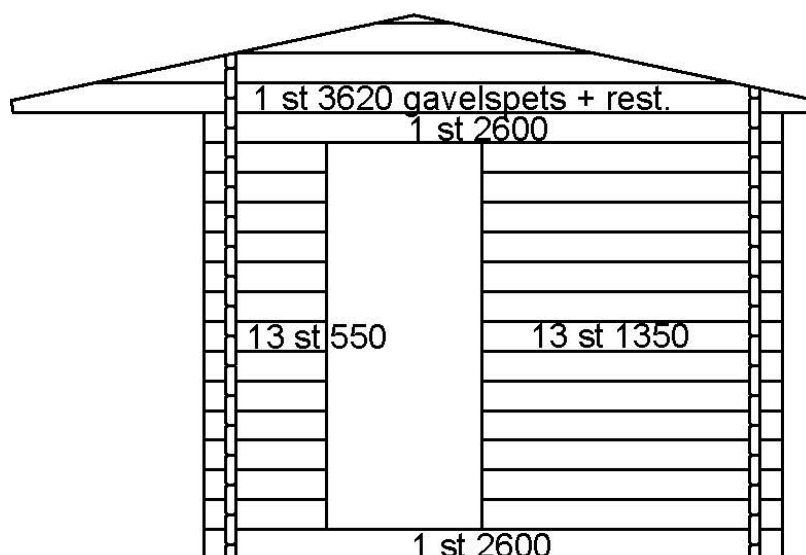 1 st 3620 gavelspets + rest.
1 st 2600
13 st 550
13 st 1350
1 st 2600